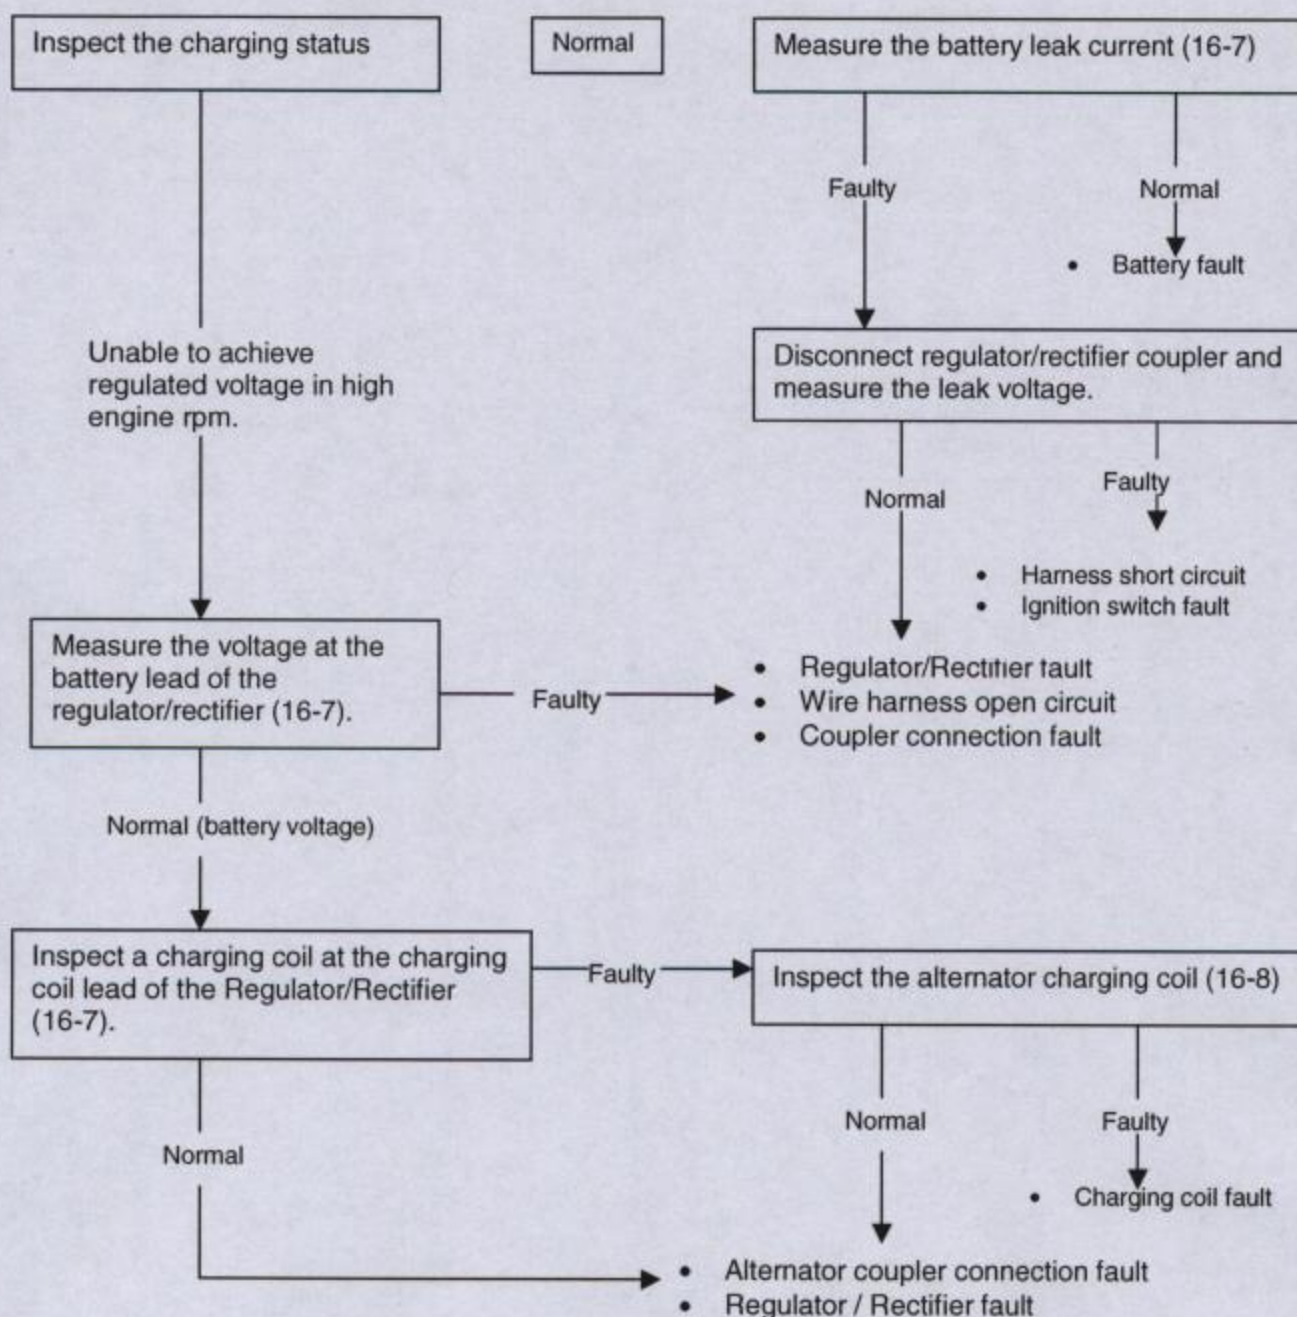 Inspect the charging status
Normal
Measure the battery leak current (16-7)
Faulty
Normal
• Battery fault
Unable to achieve
regulated voltage in high
engine rpm.
Disconnect regulator/rectifier coupler and
measure the leak voltage.
Normal
Faulty
• Harness short circuit
• Ignition switch fault
Measure the voltage at the
battery lead of the
regulator/rectifier (16-7).
Faulty
• Regulator/Rectifier fault
• Wire harness open circuit
• Coupler connection fault
Normal (battery voltage)
Inspect a charging coil at the charging
coil lead of the Regulator/Rectifier
(16-7).
Faulty
Inspect the alternator charging coil (16-8)
Normal
Normal
Faulty
• Charging coil fault
• Alternator coupler connection fault
• Regulator / Rectifier fault